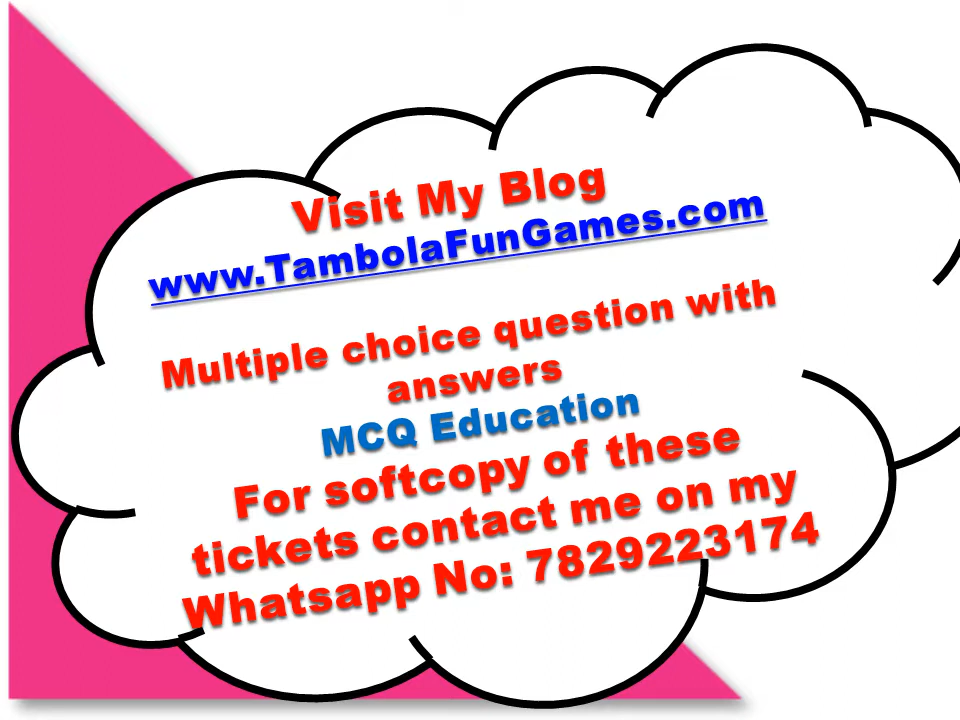 Visit My Blog
www.TambolaFunGames.com
Multiple choice question with
answers
MCQ Education
For softcopy of these
tickets contact me on my
Whatsapp No: 7829223174